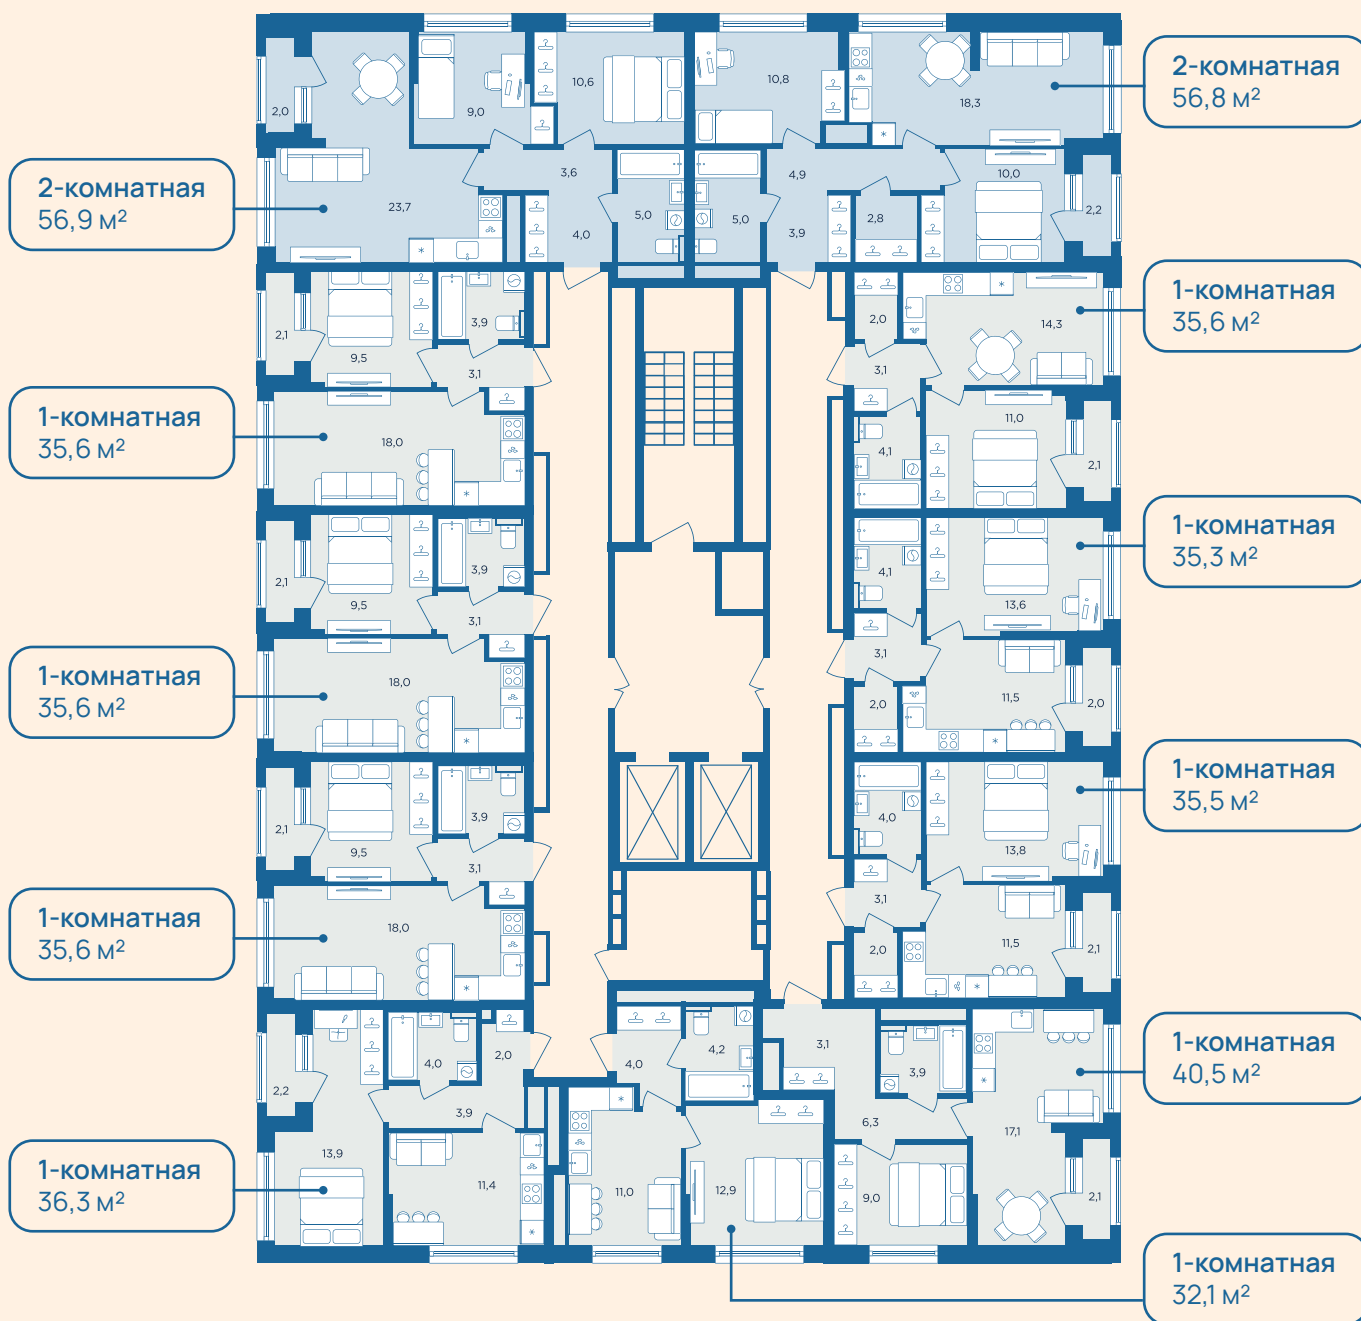 2-комнатная
56,8 м²
2-комнатная
56,9 м²
1-комнатная
35,6 м²
1-комнатная
35,6 м²
1-комнатная
35,3 м²
1-комнатная
35,6 м²
1-комнатная
35,5 м²
1-комнатная
35,6 м²
1-комнатная
40,5 м²
1-комнатная
36,3 м²
1-комнатная
32,1 м²
2,0
9,0
10,6
10,8
18,3
3,6
4,9
10,0
23,7
4,0
5,0
5,0
3,9
2,8
2,2
2,1
9,5
3,9
3,1
18,0
2,0
14,3
3,1
11,0
4,1
2,1
2,1
9,5
3,9
3,1
18,0
4,1
13,6
3,1
2,0
11,5
2,0
2,1
9,5
3,9
3,1
18,0
4,0
13,8
3,1
2,0
11,5
2,1
2,2
4,0
2,0
3,9
13,9
11,4
4,0
4,2
11,0
12,9
3,1
3,9
6,3
17,1
9,0
2,1